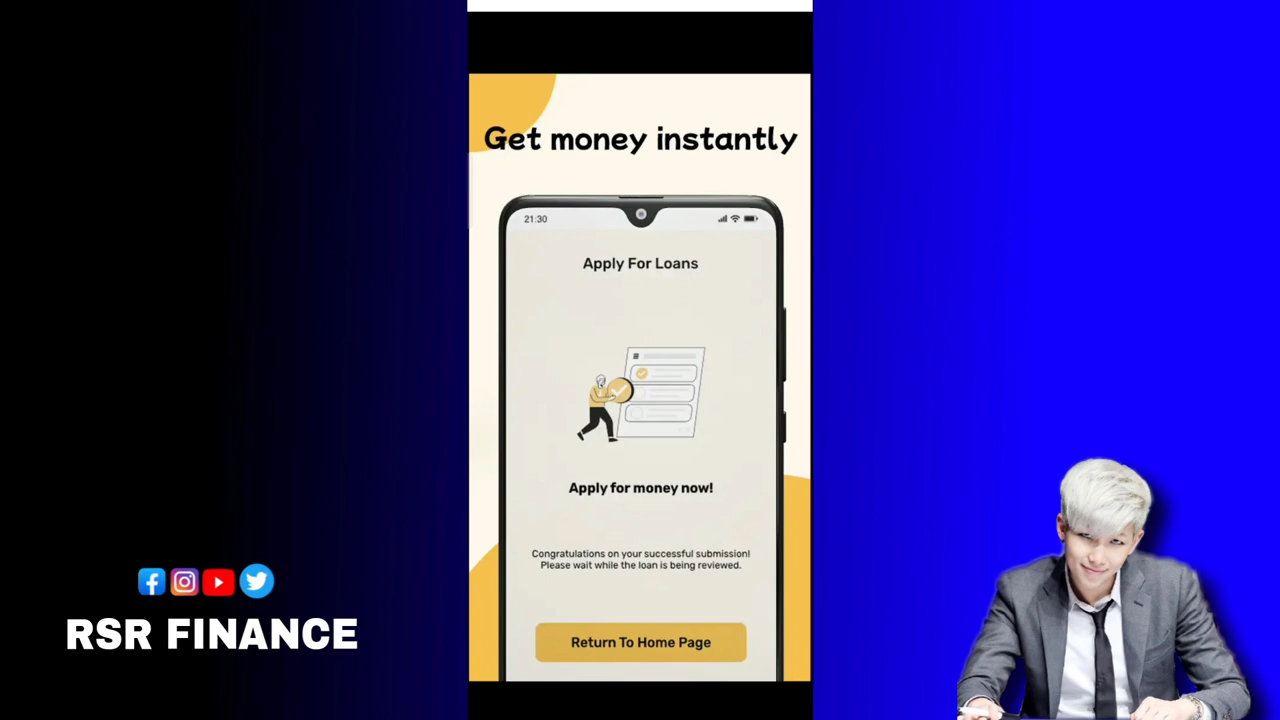 Get money instantly
21:30
Apply For Loans
Apply for money now!
Congratulations on your successful submission!
Please wait while the loan is being reviewed.
Return To Home Page
RSR FINANCE